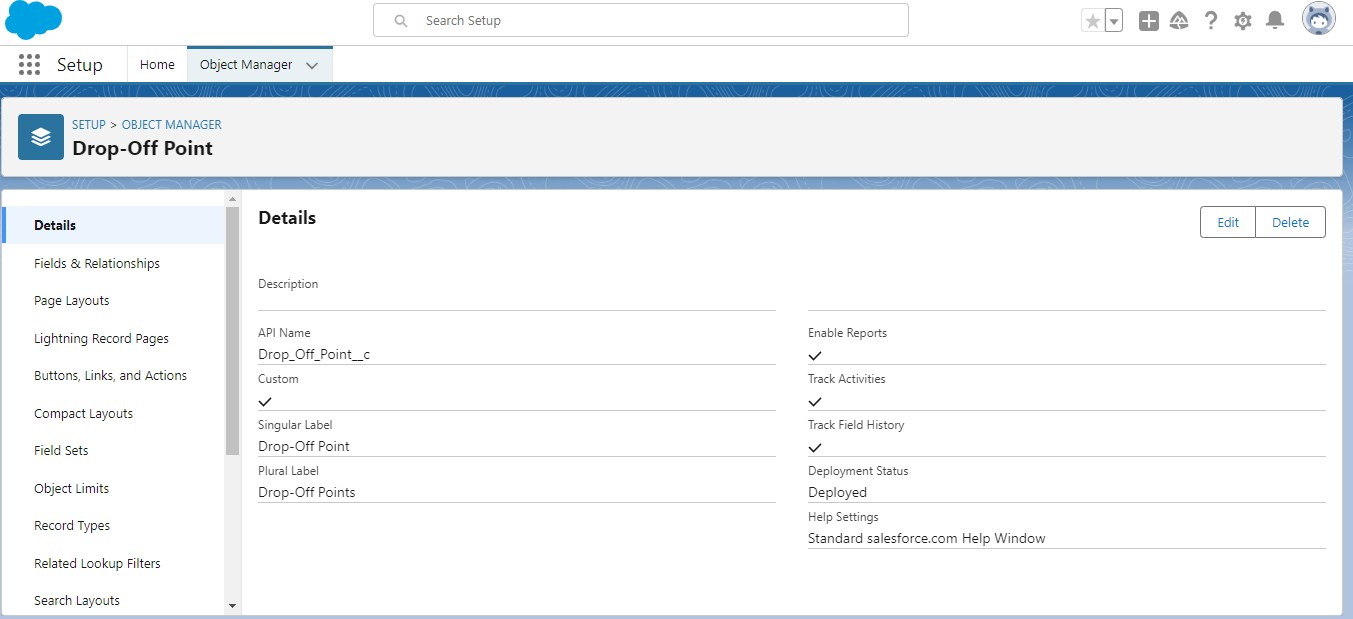 Search Setup
Setup
Home
Object Manager
SETUP > OBJECT MANAGER
Drop-Off Point
Details
Fields & Relationships
Page Layouts
Lightning Record Pages
Buttons, Links, and Actions
Compact Layouts
Field Sets
Object Limits
Record Types
Related Lookup Filters
Search Layouts
Details
Edit
Delete
Description
API Name
Drop_Off_Point__c
Custom
Singular Label
Drop-Off Point
Plural Label
Drop-Off Points
Enable Reports
Track Activities
Track Field History
Deployment Status
Deployed
Help Settings
Standard salesforce.com Help Window